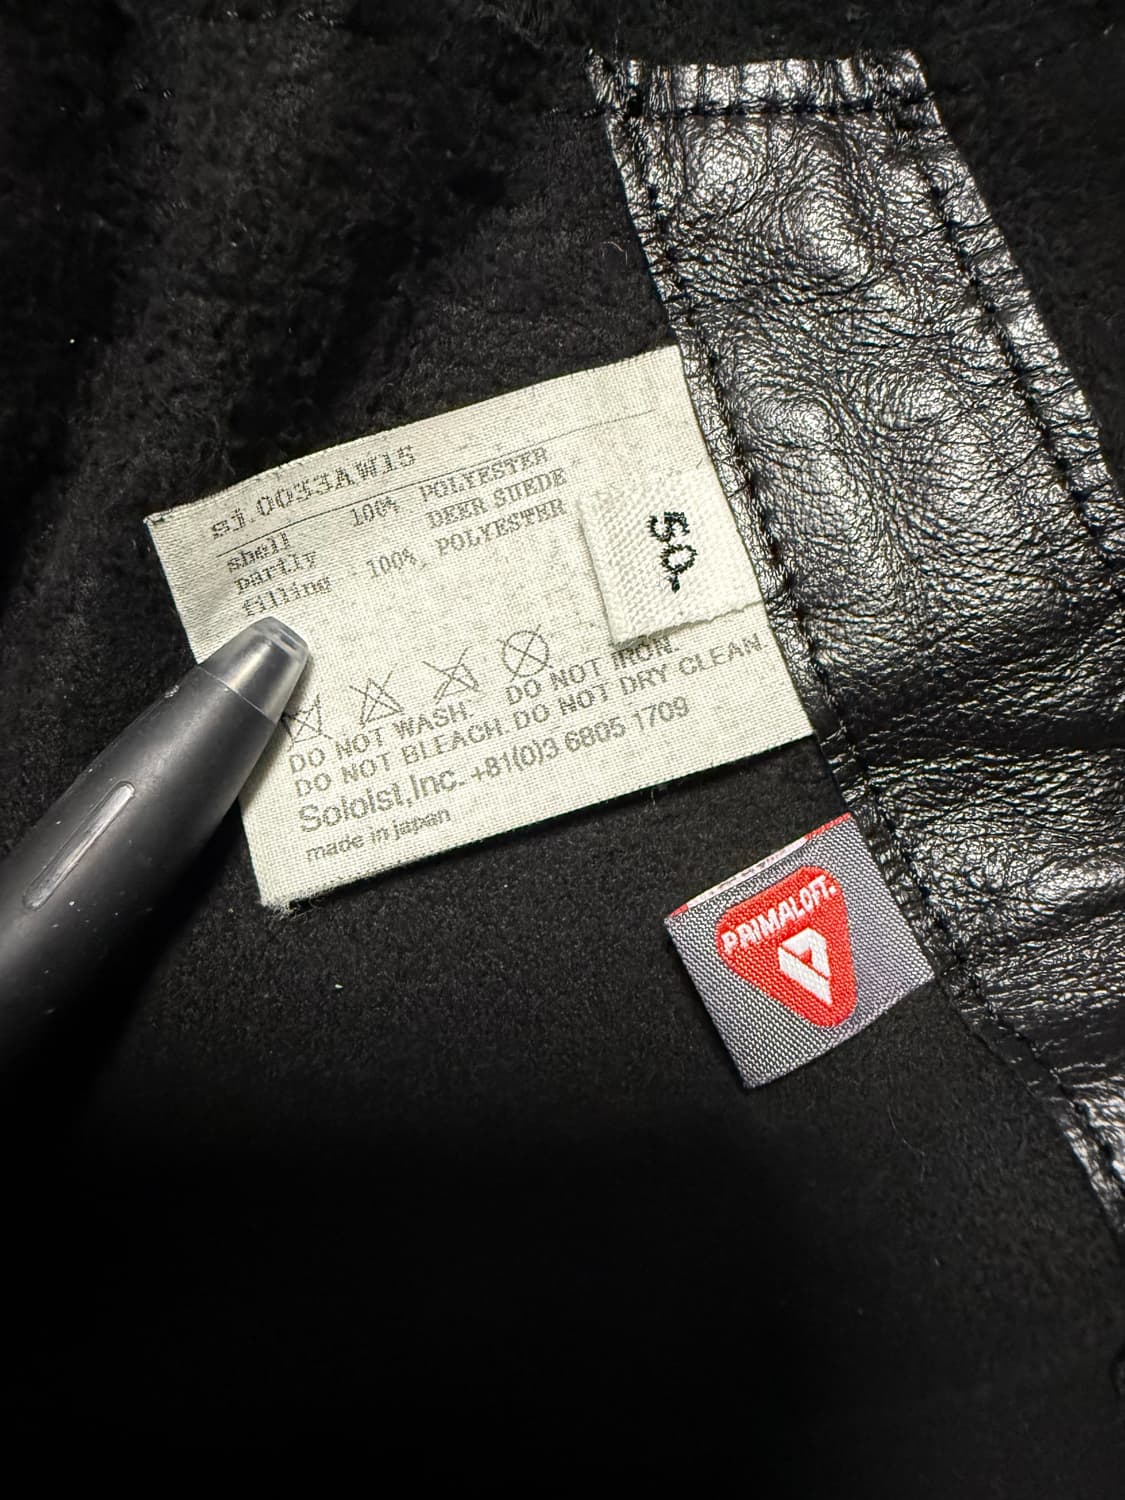 sj.0033AW15
shell 100% POLYESTER
partly DEER SUEDE
filling 100% POLYESTER
50.
DO NOT WASH. DO NOT IRON.
DO NOT BLEACH. DO NOT DRY CLEAN.
Soloist,Inc. +81(0)3 6805 1709
made in japan
PRIMALOFT.